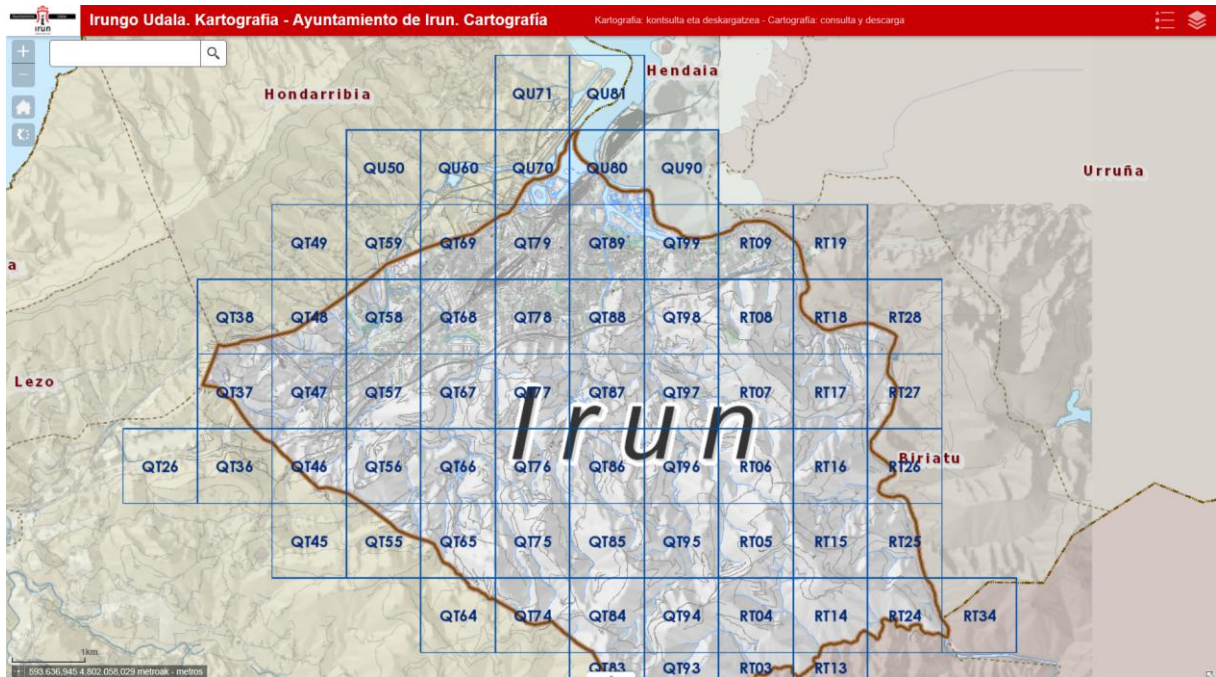 irun
Irungo Udala. Kartografia - Ayuntamiento de Irun. Cartografía
Kartografia: kontsulta eta deskargatzea - Cartografía: consulta y descarga
Hendaia
Hondarribia
QU71 QU81
Urruña
QU50 QU60 QU70 QU80 QU90
QT49 QT59 QT69 QT79 QT89 QT99 RT09 RT19
a
QT38 QT48 QT58 QT68 QT78 QT88 QT98 RT08 RT18 RT28
Lezo
QT37 QT47 QT57 QT67 QT77 QT87 QT97 RT07 RT17 RT27
Irun
Biriatu
QT26 QT36 QT46 QT56 QT66 QT76 QT86 QT96 RT06 RT16 RT26
QT45 QT55 QT65 QT75 QT85 QT95 RT05 RT15 RT25
QT64 QT74 QT84 QT94 RT04 RT14 RT24 RT34
1km
QT83 QT93 RT03 RT13
593.636,945 4.802.058,029 metroak - metros